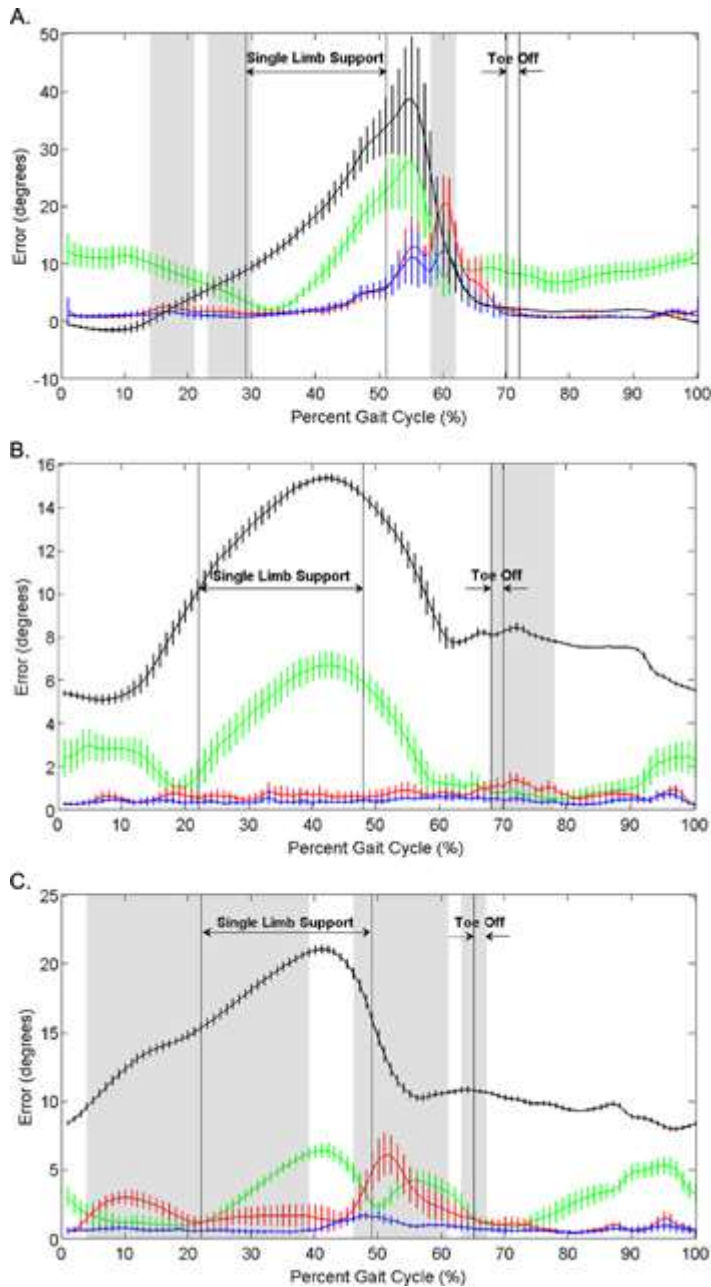 A.
50
40
30
20
10
0
-10
Error (degrees)
Single Limb Support
Toe Off
0 10 20 30 40 50 60 70 80 90 100
Percent Gait Cycle (%)
B.
16
14
12
10
8
6
4
2
0
Error (degrees)
Single Limb Support
Toe Off
0 10 20 30 40 50 60 70 80 90 100
Percent Gait Cycle (%)
C.
25
20
15
10
5
0
Error (degrees)
Single Limb Support
Toe Off
0 10 20 30 40 50 60 70 80 90 100
Percent Gait Cycle (%)